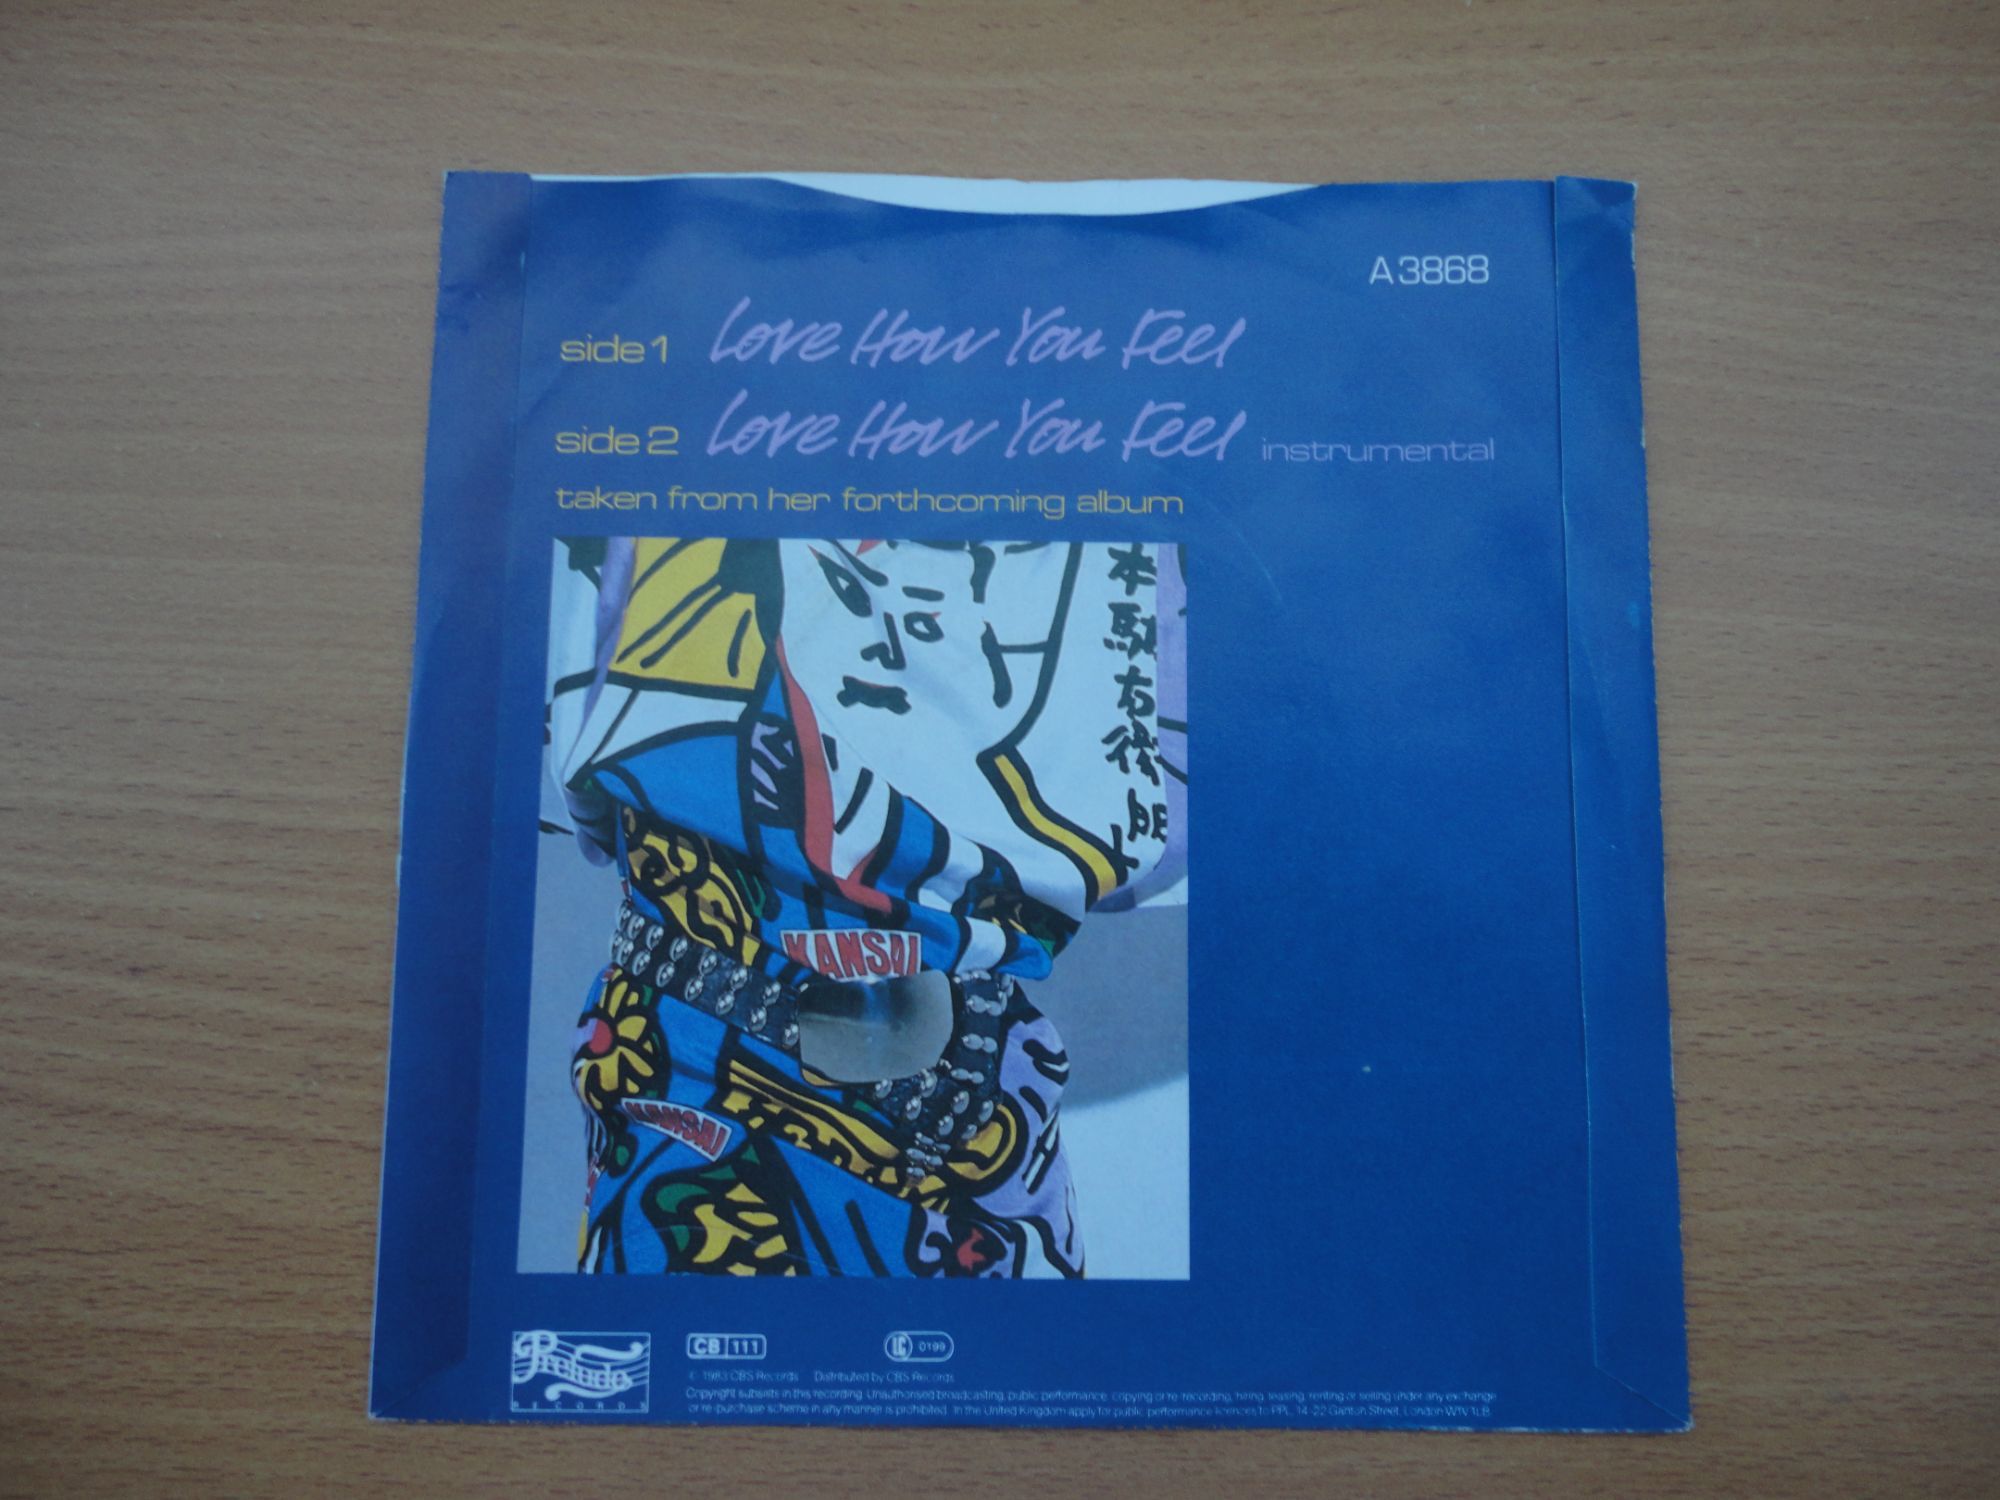 A 3868
side 1 Love How You Feel
side 2 Love How You Feel instrumental
taken from her forthcoming album
本
駿
右
衛
門
KANSAI
KANSAI
Prelude
RECORDS
CB 111
LC 0199
© 1983 CBS Records Distributed by CBS Records
Copyright subsists in this recording. Unauthorised broadcasting, public performance, copying or re-recording, hiring, leasing, renting or selling under any exchange
or re-purchase scheme in any manner is prohibited. In the United Kingdom apply for public performance licences to PPL, 14-22 Ganton Street, London W1V 1LB.